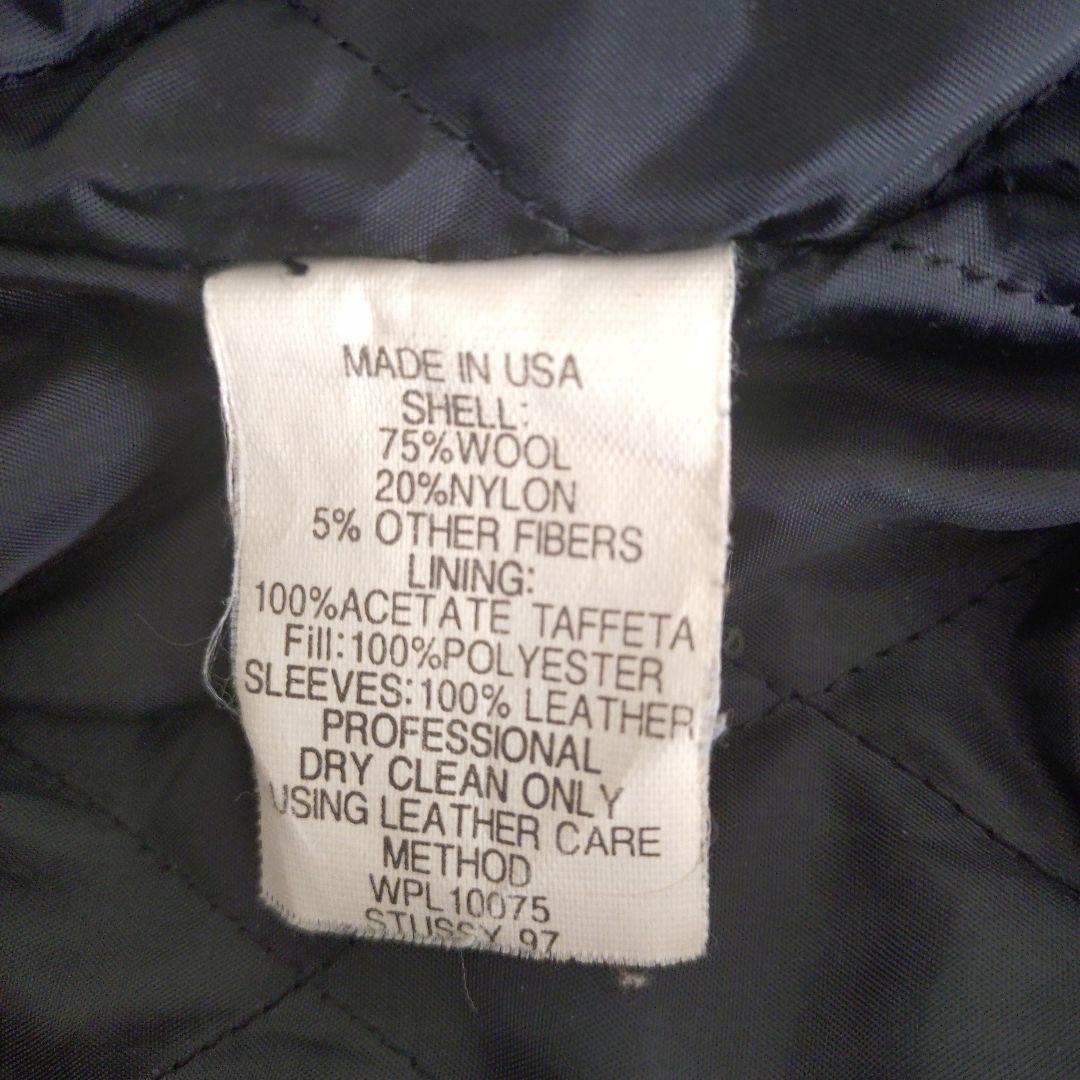 MADE IN USA
SHELL:
75%WOOL
20%NYLON
5% OTHER FIBERS
LINING:
100%ACETATE TAFFETA
Fill:100%POLYESTER
SLEEVES:100% LEATHER
PROFESSIONAL
DRY CLEAN ONLY
USING LEATHER CARE
METHOD
WPL10075
STUSSY 97